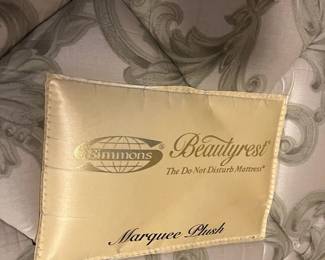 Simmons
Beautyrest®
The Do Not Disturb Mattress®
Marquee Plush